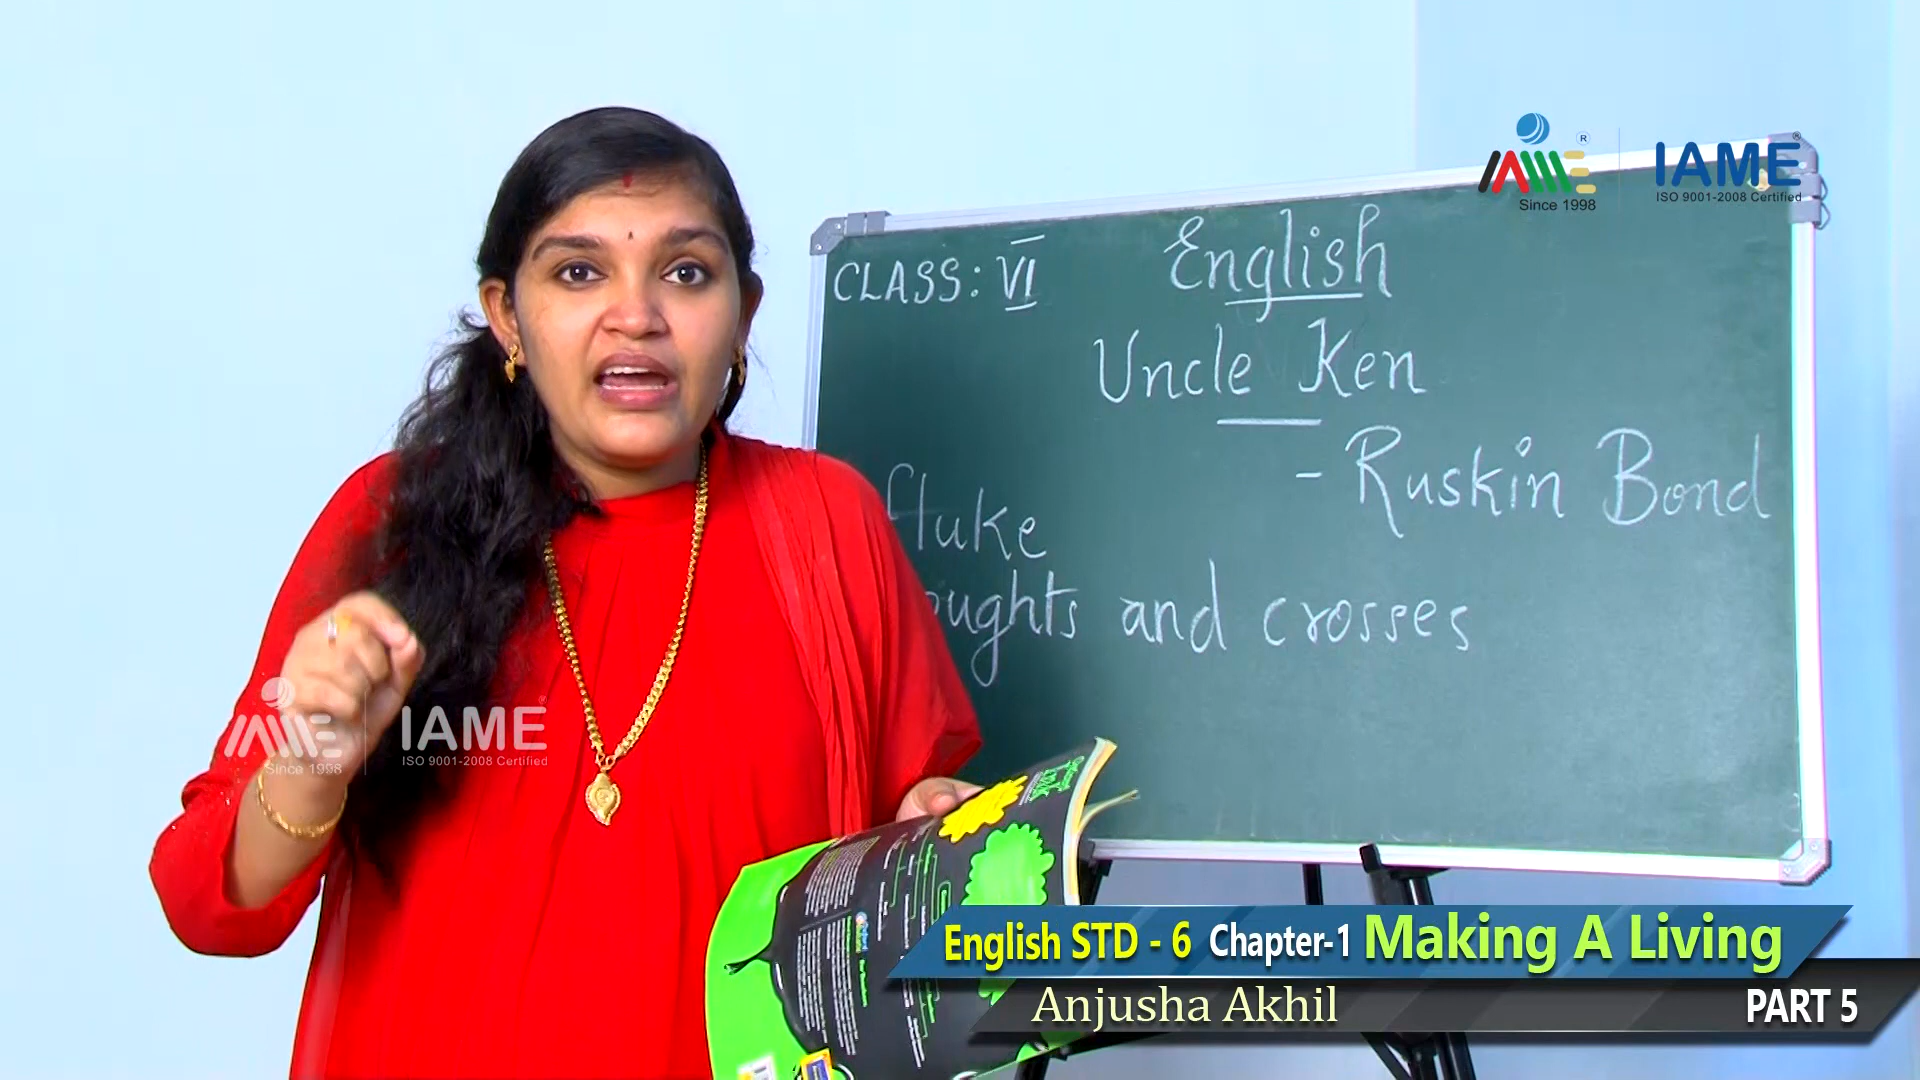 IAME
Since 1998
ISO 9001-2008 Certified
CLASS: VI
English
Uncle Ken
- Ruskin Bond
fluke
oughts and crosses
IAME
Since 1998
ISO 9001-2008 Certified
English STD - 6 Chapter-1 Making A Living
Anjusha Akhil
PART 5